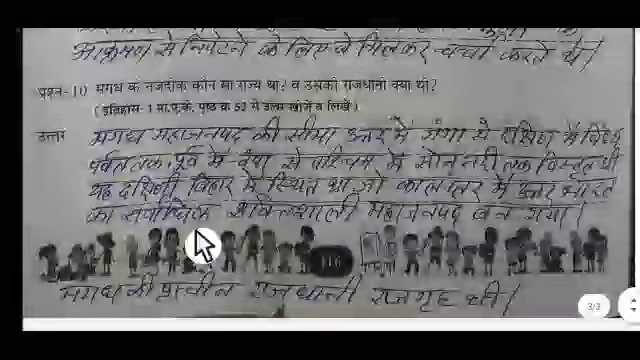 आक्रमण से निपटने के लिए वे मिलकर चर्चा करते थे।
प्रश्न-10 मगध के नजदीक कौन सा राज्य था? व उसकी राजधानी क्या थी?
( इतिहास- 1 मा.पू.कें. पृष्ठ क्र 53 में उत्तर खोजें व लिखें )
उत्तर मगध महाजनपद की सीमा उत्तर में गंगा से दक्षिण में विंध्य
पर्वत तक, पूर्व में चंपा से पश्चिम में सोन नदी तक विस्तृत थी
यह दक्षिणी बिहार में स्थित था जो कालांतर में उत्तर भारत
का सर्वाधिक शक्तिशाली महाजनपद बन गया।
116
मगध की प्राचीन राजधानी राजगृह थी।
3/3